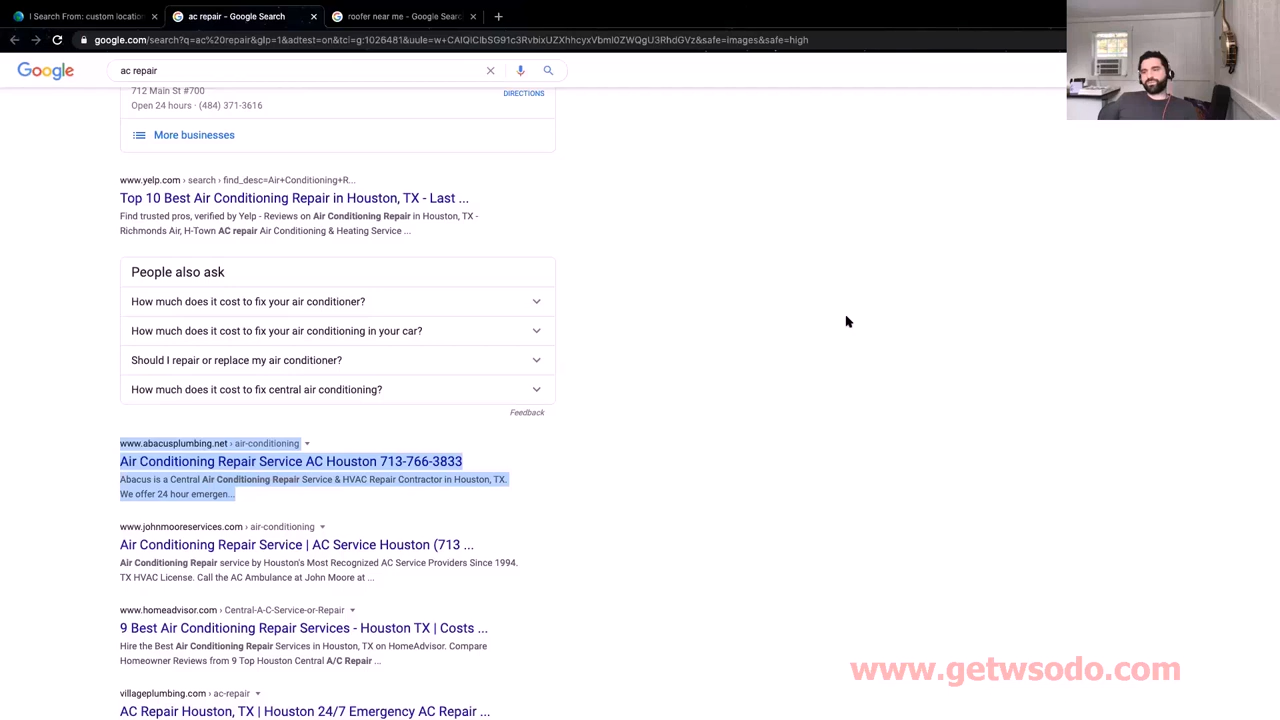 I Search From: custom locatio
ac repair - Google Search
roofer near me - Google Searc
google.com/search?q=ac%20repair&glp=1&adtest=on&tci=g:1026481&uule=w+CAIQICIbSG91c3RvbixUZXhhcyxVbml0ZWQgU3RhdGVz&safe=images&safe=high
Google
ac repair
712 Main St #700
Open 24 hours · (484) 371-3616
DIRECTIONS
More businesses
www.yelp.com › search › find_desc=Air+Conditioning+R...
Top 10 Best Air Conditioning Repair in Houston, TX - Last ...
Find trusted pros, verified by Yelp - Reviews on Air Conditioning Repair in Houston, TX -
Richmonds Air, H-Town AC repair Air Conditioning & Heating Service ...
People also ask
How much does it cost to fix your air conditioner?
How much does it cost to fix your air conditioning in your car?
Should I repair or replace my air conditioner?
How much does it cost to fix central air conditioning?
Feedback
www.abacusplumbing.net › air-conditioning
Air Conditioning Repair Service AC Houston 713-766-3833
Abacus is a Central Air Conditioning Repair Service & HVAC Repair Contractor in Houston, TX.
We offer 24 hour emergen...
www.johnmooreservices.com › air-conditioning
Air Conditioning Repair Service | AC Service Houston (713 ...
Air Conditioning Repair service by Houston's Most Recognized AC Service Providers Since 1994.
TX HVAC License. Call the AC Ambulance at John Moore at ...
www.homeadvisor.com › Central-A-C-Service-or-Repair
9 Best Air Conditioning Repair Services - Houston TX | Costs ...
Hire the Best Air Conditioning Repair Services in Houston, TX on HomeAdvisor. Compare
Homeowner Reviews from 9 Top Houston Central A/C Repair ...
villageplumbing.com › ac-repair
AC Repair Houston, TX | Houston 24/7 Emergency AC Repair ...
www.getwsodo.com